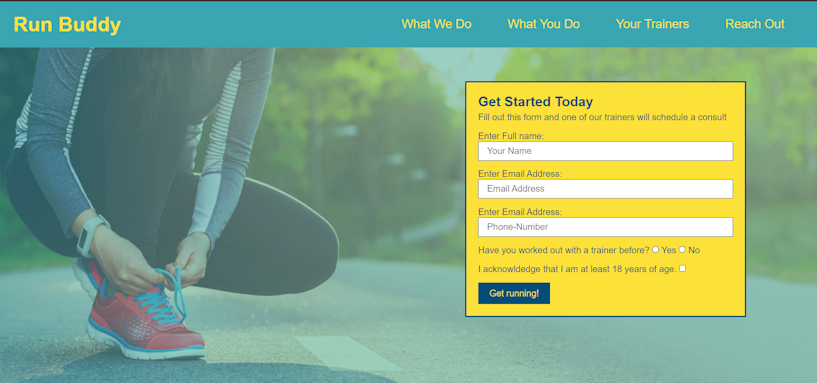 Run Buddy What We Do What You Do Your Trainers Reach Out
Get Started Today
Fill out this form and one of our trainers will schedule a consult
Enter Full name:
Your Name
Enter Email Address:
Email Address
Enter Email Address:
Phone-Number
Have you worked out with a trainer before? Yes No
I acknowldedge that I am at least 18 years of age.
Get running!